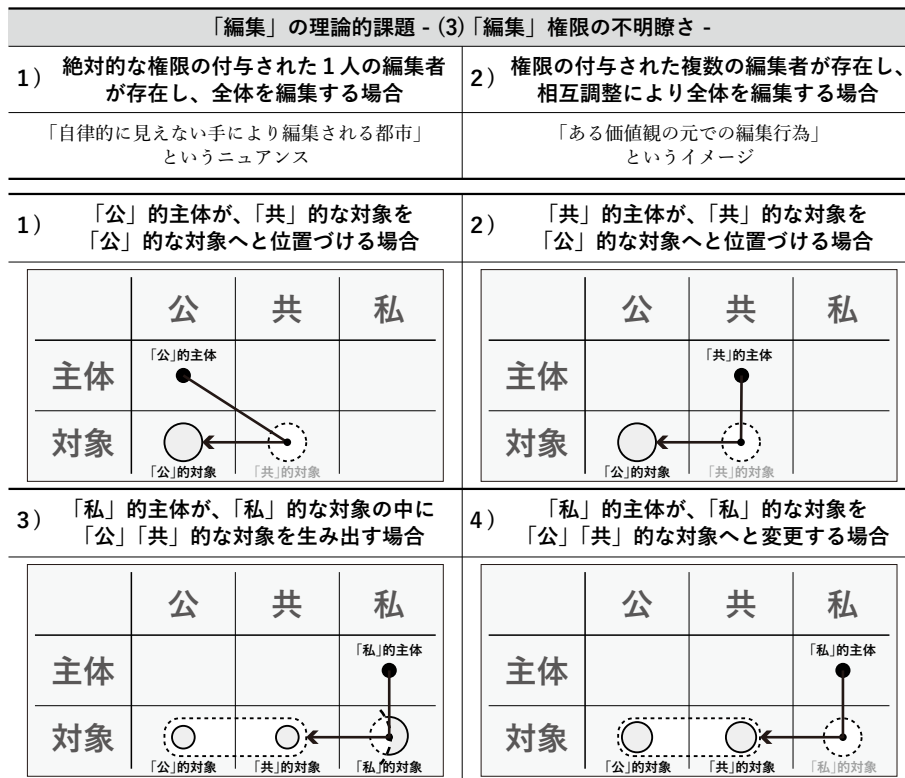 「編集」の理論的課題 - (3)「編集」権限の不明瞭さ -
1） 絶対的な権限の付与された１人の編集者
が存在し、全体を編集する場合
2） 権限の付与された複数の編集者が存在し、
相互調整により全体を編集する場合
「自律的に見えない手により編集される都市」
というニュアンス
「ある価値観の元での編集行為」
というイメージ
1） 「公」的主体が、「共」的な対象を
「公」的な対象へと位置づける場合
2） 「共」的主体が、「共」的な対象を
「公」的な対象へと位置づける場合
公 共 私
主体 「公」的主体
対象
「公」的対象 「共」的対象
公 共 私
主体 「共」的主体
対象
「公」的対象 「共」的対象
3） 「私」的主体が、「私」的な対象の中に
「公」「共」的な対象を生み出す場合
4） 「私」的主体が、「私」的な対象を
「公」「共」的な対象へと変更する場合
公 共 私
主体 「私」的主体
対象
「公」的対象 「共」的対象 「私」的対象
公 共 私
主体 「私」的主体
対象
「公」的対象 「共」的対象 「私」的対象